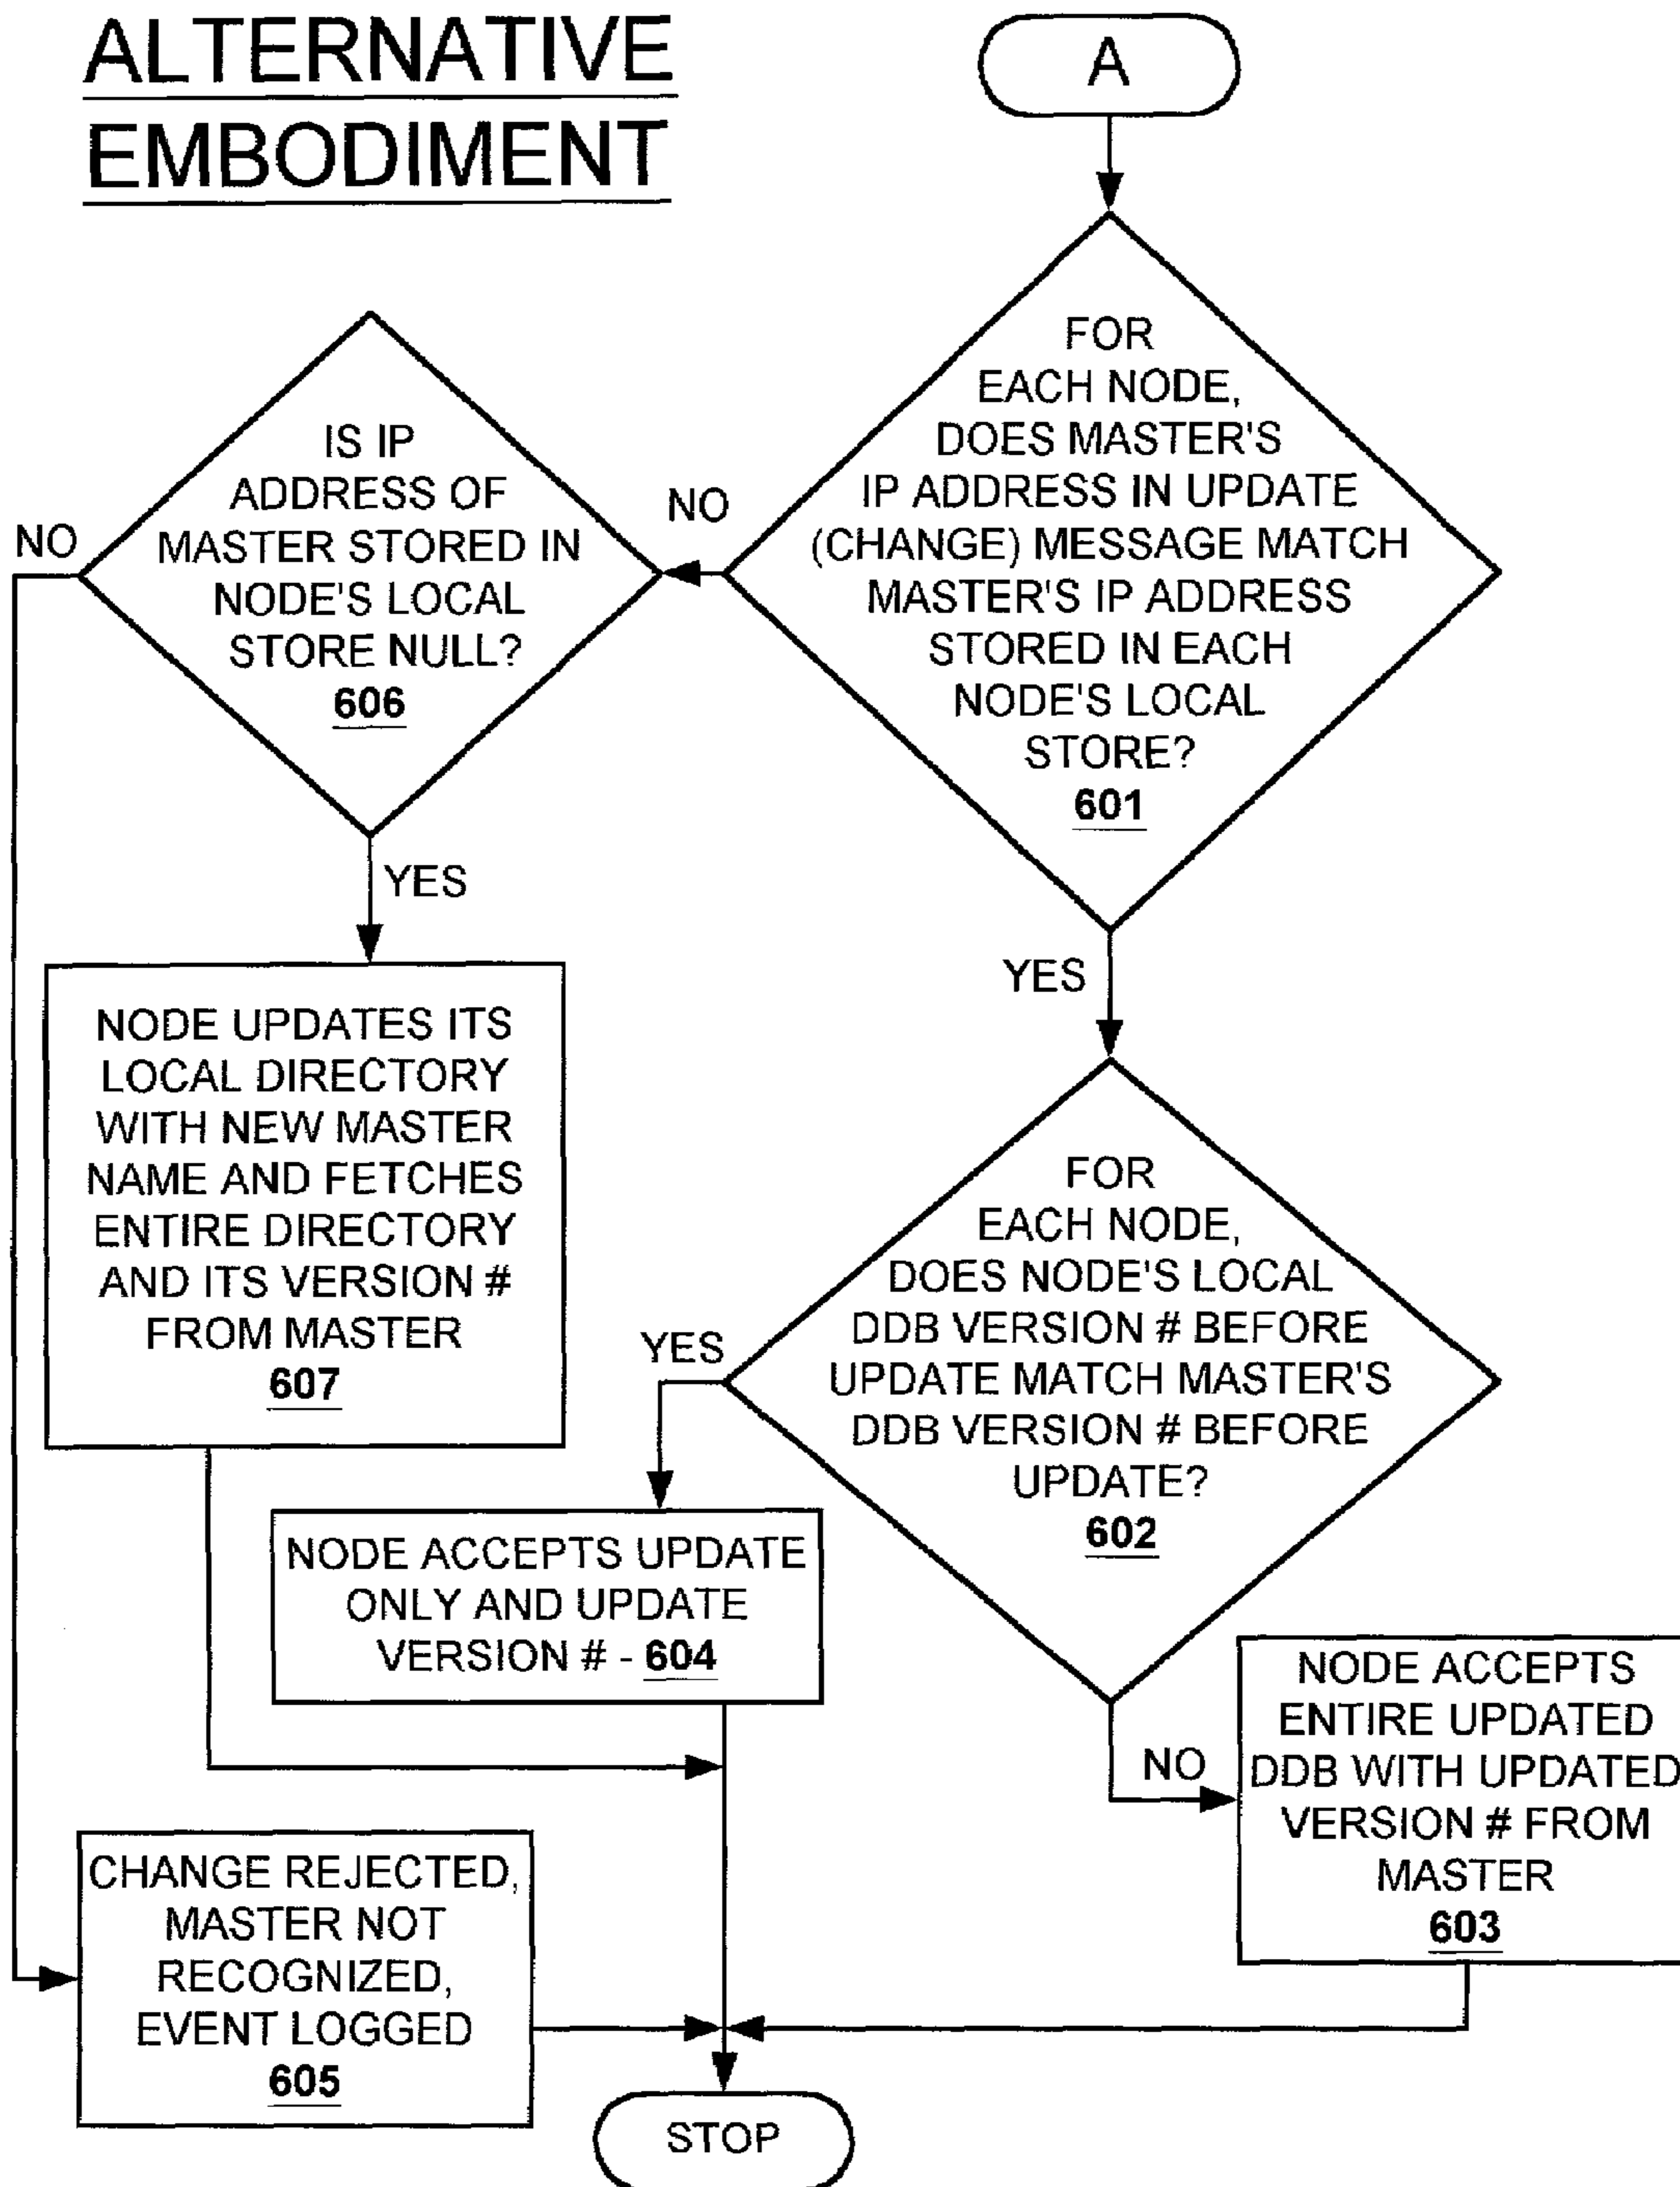 ALTERNATIVE
EMBODIMENT
A
FOR
EACH NODE,
DOES MASTER'S
IP ADDRESS IN UPDATE
(CHANGE) MESSAGE MATCH
MASTER'S IP ADDRESS
STORED IN EACH
NODE'S LOCAL
STORE?
601
NO
IS IP
ADDRESS OF
MASTER STORED IN
NODE'S LOCAL
STORE NULL?
606
NO
YES
YES
NODE UPDATES ITS
LOCAL DIRECTORY
WITH NEW MASTER
NAME AND FETCHES
ENTIRE DIRECTORY
AND ITS VERSION #
FROM MASTER
607
FOR
EACH NODE,
DOES NODE'S LOCAL
DDB VERSION # BEFORE
UPDATE MATCH MASTER'S
DDB VERSION # BEFORE
UPDATE?
602
YES
NODE ACCEPTS UPDATE
ONLY AND UPDATE
VERSION # - 604
NO
NODE ACCEPTS
ENTIRE UPDATED
DDB WITH UPDATED
VERSION # FROM
MASTER
603
CHANGE REJECTED,
MASTER NOT
RECOGNIZED,
EVENT LOGGED
605
STOP